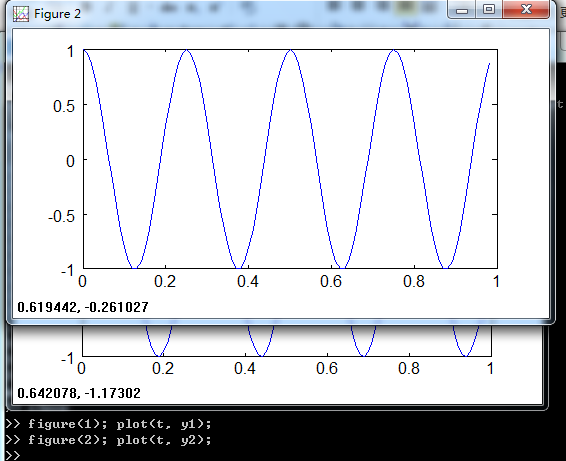 Figure 2
1
0.5
0
-0.5
-1
0 0.2 0.4 0.6 0.8 1
0.619442, -0.261027
-1
0 0.2 0.4 0.6 0.8 1
0.642078, -1.17302
>> figure(1); plot(t, y1);
>> figure(2); plot(t, y2);
>>
t